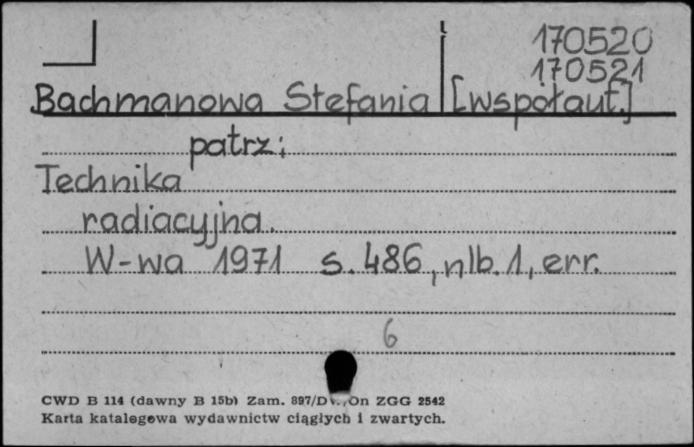 170520
170521
Bachmanowa Stefania [współaut.]
patrz:
Technika
radiacyjna.
W-wa 1971 s. 486, nlb. 1, err.
6
CWD B 114 (dawny B 15b) Zam. 897/D On ZGG 2542
Karta katalogowa wydawnictw ciągłych i zwartych.